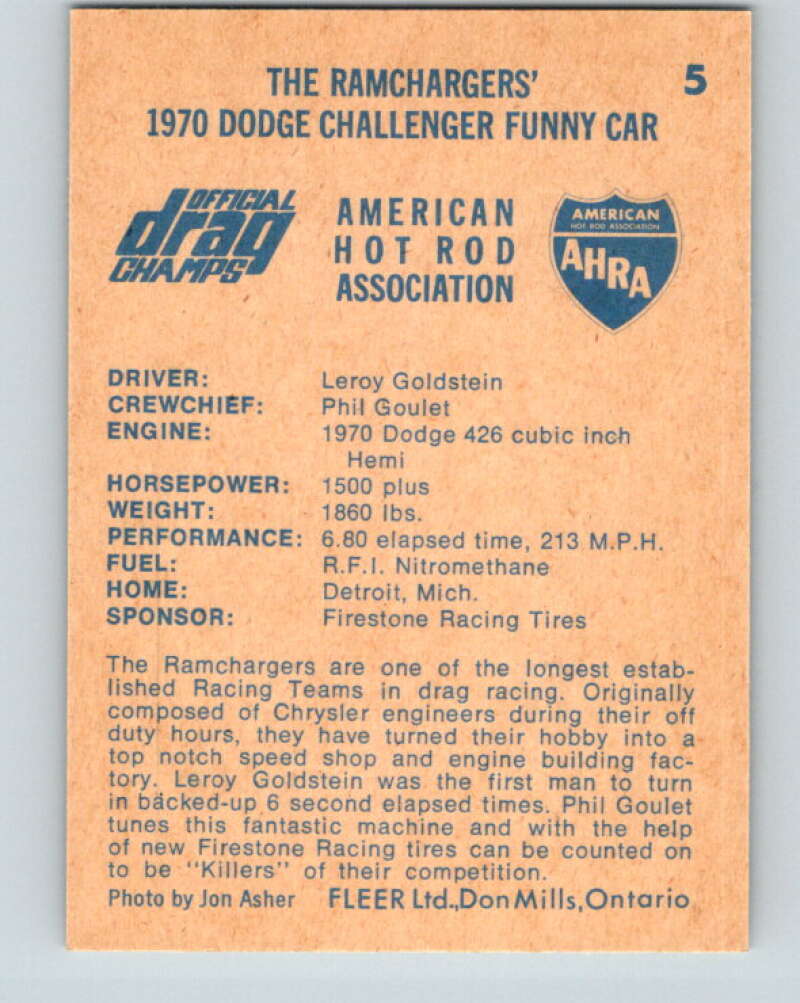 THE RAMCHARGERS' 5
1970 DODGE CHALLENGER FUNNY CAR
OFFICIAL
drag
CHAMPS
AMERICAN
HOT ROD
ASSOCIATION
AMERICAN
HOT ROD ASSOCIATION
AHRA
DRIVER: Leroy Goldstein
CREWCHIEF: Phil Goulet
ENGINE: 1970 Dodge 426 cubic inch
Hemi
HORSEPOWER: 1500 plus
WEIGHT: 1860 lbs.
PERFORMANCE: 6.80 elapsed time, 213 M.P.H.
FUEL: R.F.I. Nitromethane
HOME: Detroit, Mich.
SPONSOR: Firestone Racing Tires
The Ramchargers are one of the longest estab-
lished Racing Teams in drag racing. Originally
composed of Chrysler engineers during their off
duty hours, they have turned their hobby into a
top notch speed shop and engine building fac-
tory. Leroy Goldstein was the first man to turn
in backed-up 6 second elapsed times. Phil Goulet
tunes this fantastic machine and with the help
of new Firestone Racing tires can be counted on
to be "Killers" of their competition.
Photo by Jon Asher FLEER Ltd., Don Mills, Ontario